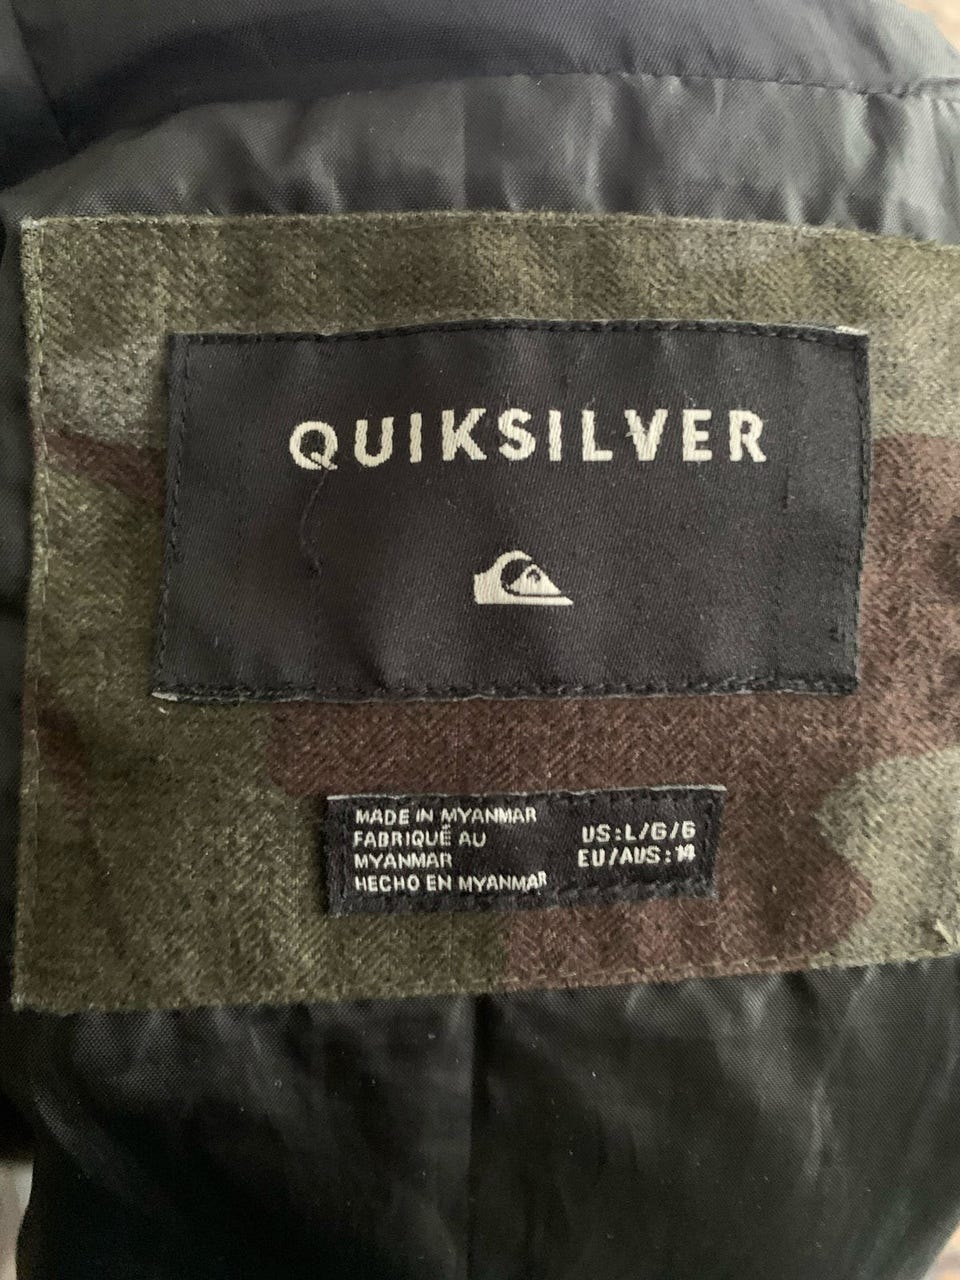 QUIKSILVER
MADE IN MYANMAR
FABRIQUÉ AU
MYANMAR
HECHO EN MYANMAR
US:L/G/G
EU/AUS:14